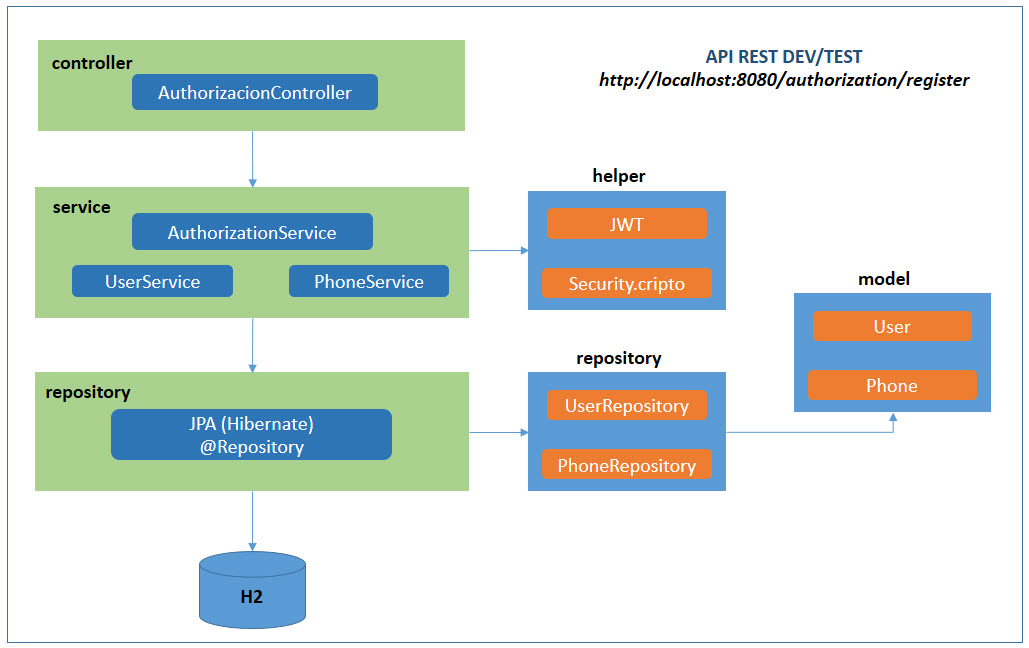 controller
AuthorizacionController
API REST DEV/TEST
http://localhost:8080/authorization/register
service
AuthorizationService
UserService
PhoneService
helper
JWT
Security.cripto
model
User
Phone
repository
JPA (Hibernate)
@Repository
repository
UserRepository
PhoneRepository
H2